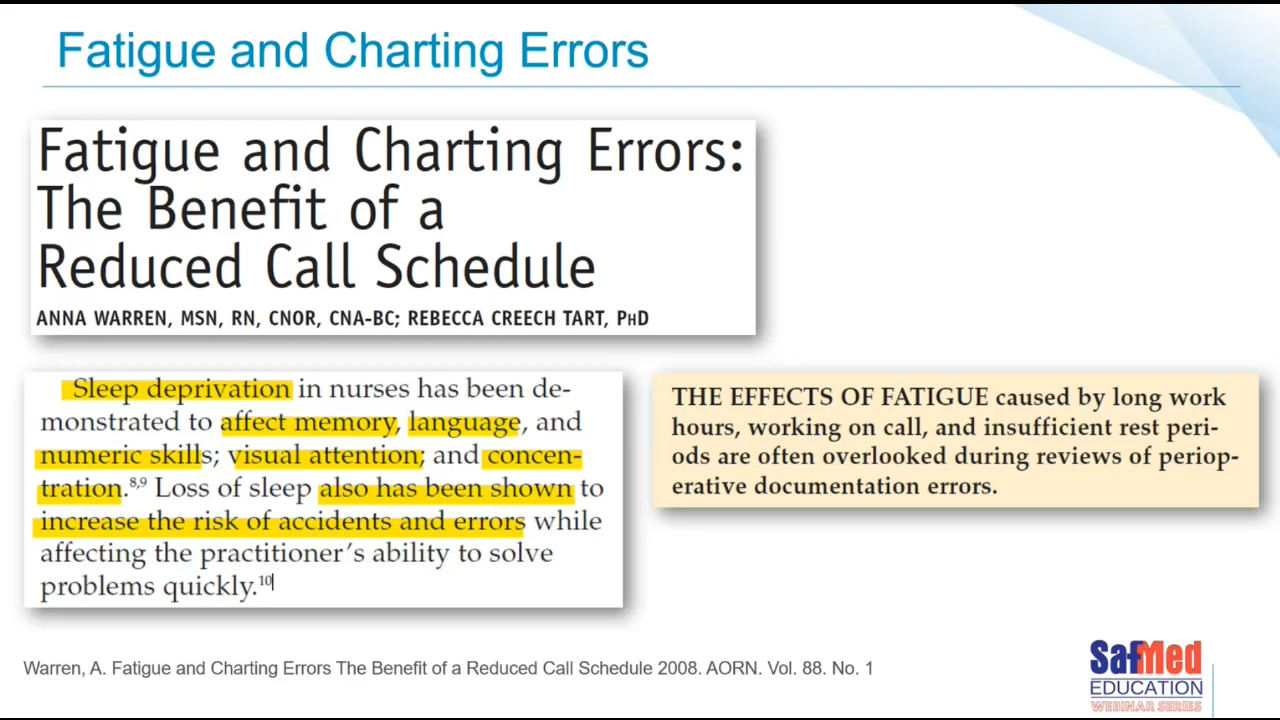 Fatigue and Charting Errors
Fatigue and Charting Errors:
The Benefit of a
Reduced Call Schedule
ANNA WARREN, MSN, RN, CNOR, CNA-BC; REBECCA CREECH TART, PHD
Sleep deprivation in nurses has been de-
monstrated to affect memory, language, and
numeric skills; visual attention; and concen-
tration.8,9 Loss of sleep also has been shown to
increase the risk of accidents and errors while
affecting the practitioner's ability to solve
problems quickly.10
THE EFFECTS OF FATIGUE caused by long work
hours, working on call, and insufficient rest peri-
ods are often overlooked during reviews of periop-
erative documentation errors.
Warren, A. Fatigue and Charting Errors The Benefit of a Reduced Call Schedule 2008. AORN. Vol. 88. No. 1
SafMed
EDUCATION
WEBINAR SERIES